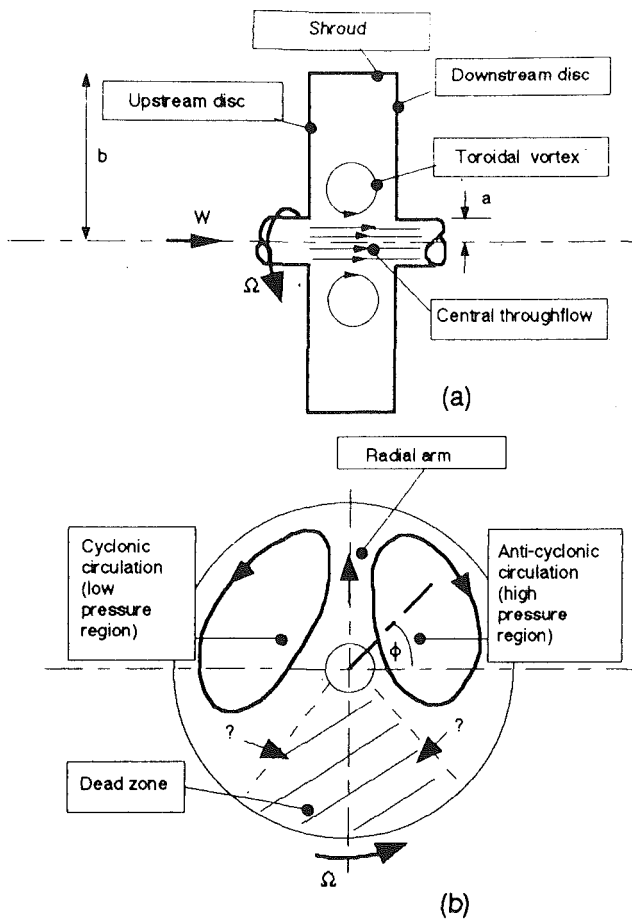 Shroud
Downstream disc
Upstream disc
b
Toroidal vortex
a
W
Ω
Central throughflow
(a)
Radial arm
Cyclonic
circulation
(low
pressure
region)
Anti-cyclonic
circulation
(high
pressure
region)
ϕ
?
?
Dead zone
Ω
(b)